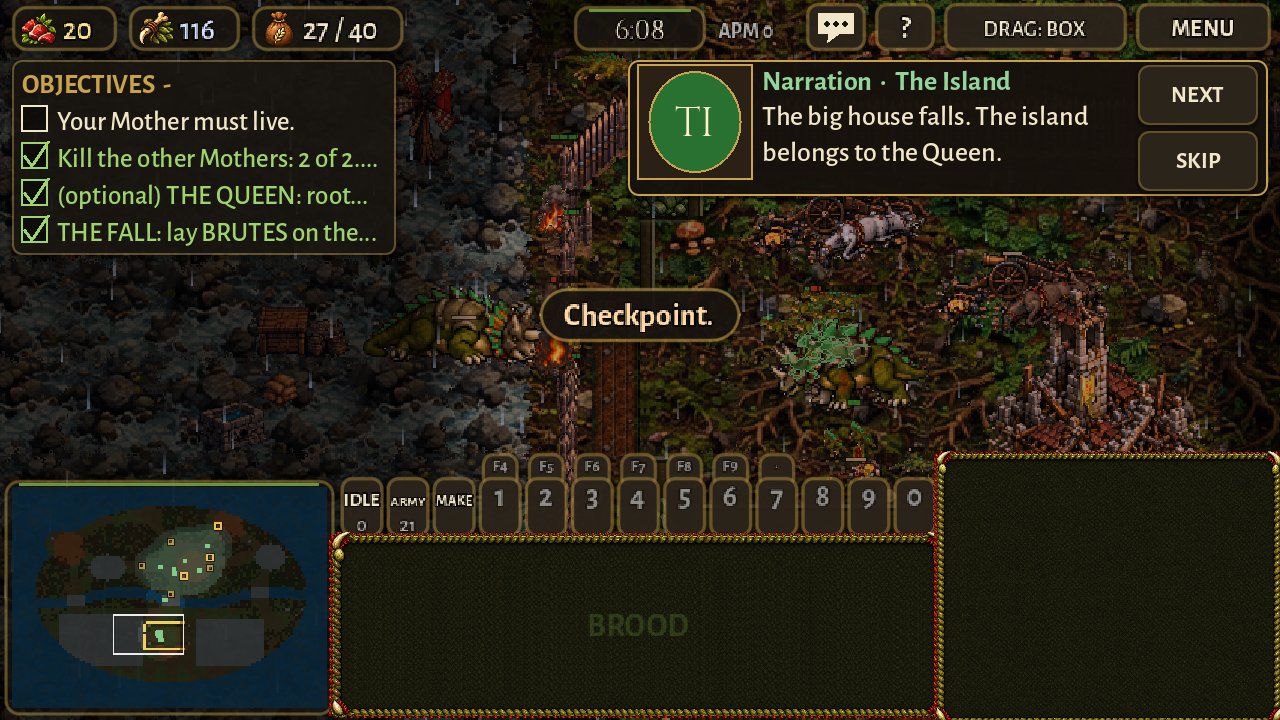 20
116
27 / 40
6:08
APM 0
?
DRAG: BOX
MENU
OBJECTIVES -
Your Mother must live.
Kill the other Mothers: 2 of 2....
(optional) THE QUEEN: root...
THE FALL: lay BRUTES on the...
TI
Narration · The Island
The big house falls. The island
belongs to the Queen.
NEXT
SKIP
Checkpoint.
F4
F5
F6
F7
F8
F9
IDLE
0
ARMY
21
MAKE
1
2
3
4
5
6
7
8
9
0
BROOD